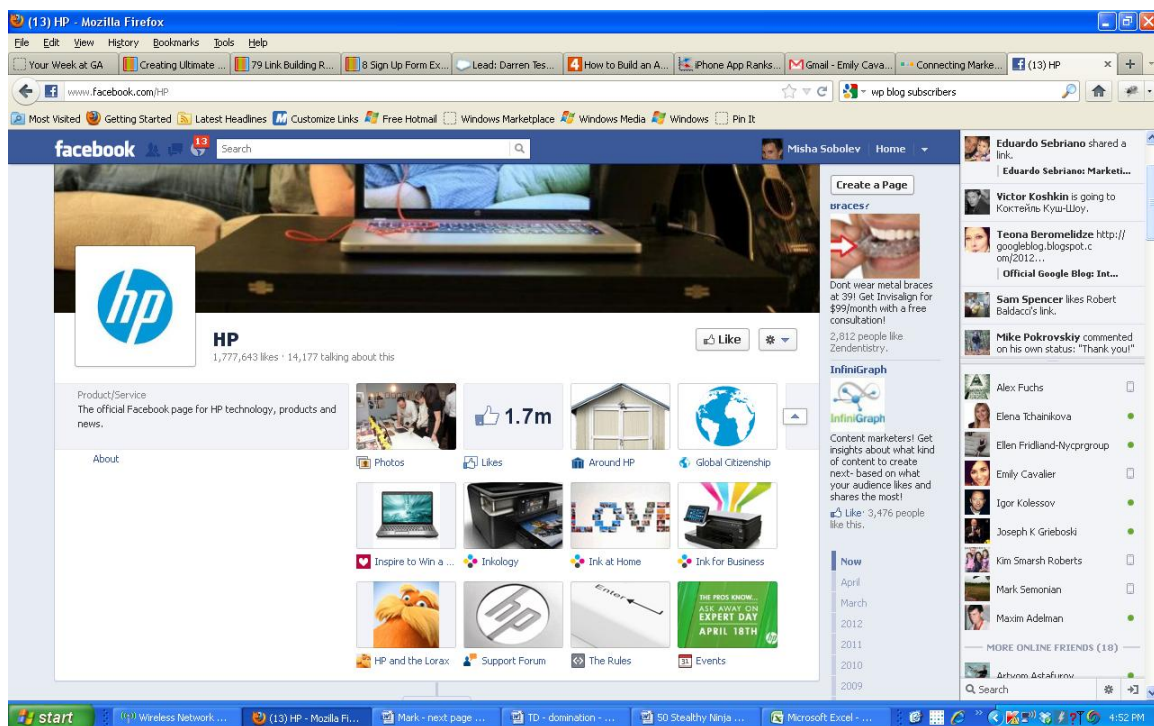 (13) HP - Mozilla Firefox
File Edit View History Bookmarks Tools Help
Your Week at GA
Creating Ultimate ...
79 Link Building R...
8 Sign Up Form Ex...
Lead: Darren Tes...
How to Build an A...
iPhone App Ranks...
Gmail - Emily Cava...
Connecting Marke...
(13) HP
www.facebook.com/HP
wp blog subscribers
Most Visited Getting Started Latest Headlines Customize Links Free Hotmail Windows Marketplace Windows Media Windows Pin It
facebook
13
Search
Misha Sobolev Home
hp
HP
1,777,643 likes · 14,177 talking about this
Like
Product/Service
The official Facebook page for HP technology, products and
news.
About
1.7m
Photos
Likes
Around HP
Global Citizenship
LOVE
Inspire to Win a ...
Inkology
Ink at Home
Ink for Business
hp
Enter
THE PROS KNOW...
ASK AWAY ON
EXPERT DAY
APRIL 18TH
HP and the Lorax
Support Forum
The Rules
Events
Create a Page
Braces?
Dont wear metal braces
at 39! Get Invisalign for
$99/month with a free
consultation!
2,812 people like
Zendentistry.
InfiniGraph
InfiniGraph
Content marketers! Get
insights about what kind
of content to create
next- based on what
your audience likes and
shares the most!
Like · 3,476 people
like this.
Now
April
March
2012
2011
2010
2009
Eduardo Sebriano shared a
link.
Eduardo Sebriano: Marketi...
Victor Koshkin is going to
Коктейль Куш-Шоу.
Teona Beromelidze http://
googleblog.blogspot.c
om/2012...
Official Google Blog: Int...
Sam Spencer likes Robert
Baldacci's link.
Mike Pokrovskiy commented
on his own status: "Thank you!"
Alex Fuchs
Elena Tchainikova
Ellen Fridliand-Nycprgroup
Emily Cavalier
Igor Kolessov
Joseph K Grieboski
Kim Smarsh Roberts
Mark Semonian
Maxim Adelman
MORE ONLINE FRIENDS (18)
Artyom Astafurov
Search
start
Wireless Network ...
(13) HP - Mozilla Fi...
Mark - next page ...
TD - domination - ...
50 Stealthy Ninja ...
Microsoft Excel - ...
4:52 PM